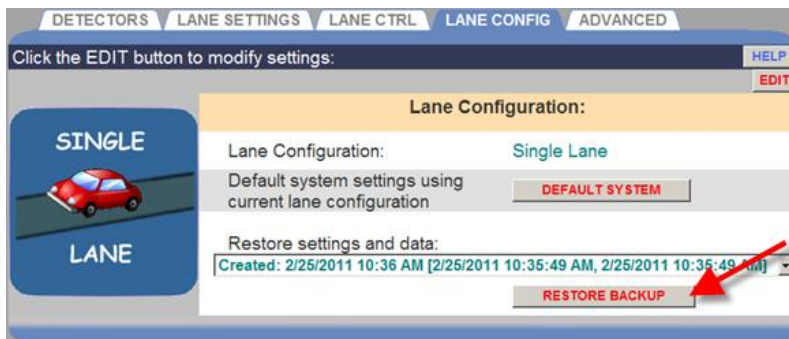 DETECTORS LANE SETTINGS LANE CTRL LANE CONFIG ADVANCED
Click the EDIT button to modify settings:
HELP
EDIT
Lane Configuration:
SINGLE
LANE
Lane Configuration: Single Lane
Default system settings using
current lane configuration
DEFAULT SYSTEM
Restore settings and data:
Created: 2/25/2011 10:36 AM [2/25/2011 10:35:49 AM, 2/25/2011 10:35:49 AM]
RESTORE BACKUP